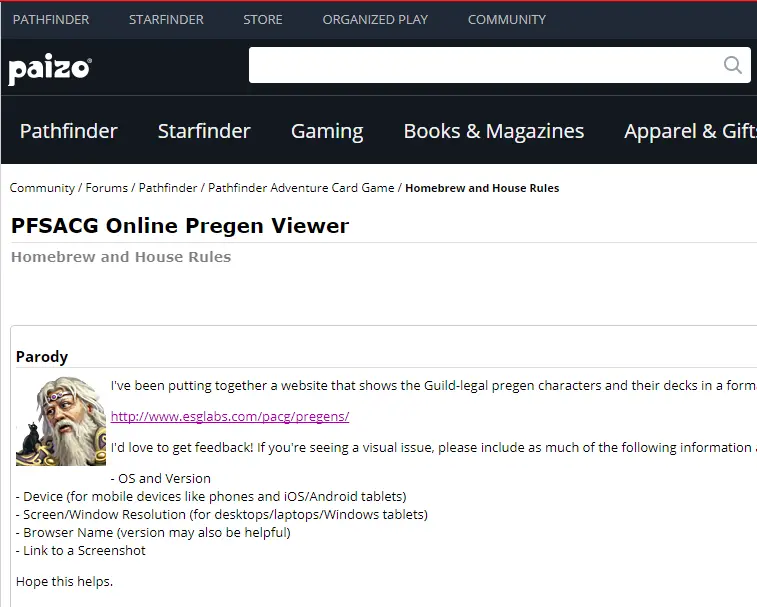 PATHFINDER STARFINDER STORE ORGANIZED PLAY COMMUNITY
paizo
Pathfinder Starfinder Gaming Books & Magazines Apparel & Gifts
Community / Forums / Pathfinder / Pathfinder Adventure Card Game / Homebrew and House Rules
PFSACG Online Pregen Viewer
Homebrew and House Rules
Parody
I've been putting together a website that shows the Guild-legal pregen characters and their decks in a form
http://www.esglabs.com/pacg/pregens/
I'd love to get feedback! If you're seeing a visual issue, please include as much of the following information
- OS and Version
- Device (for mobile devices like phones and iOS/Android tablets)
- Screen/Window Resolution (for desktops/laptops/Windows tablets)
- Browser Name (version may also be helpful)
- Link to a Screenshot
Hope this helps.